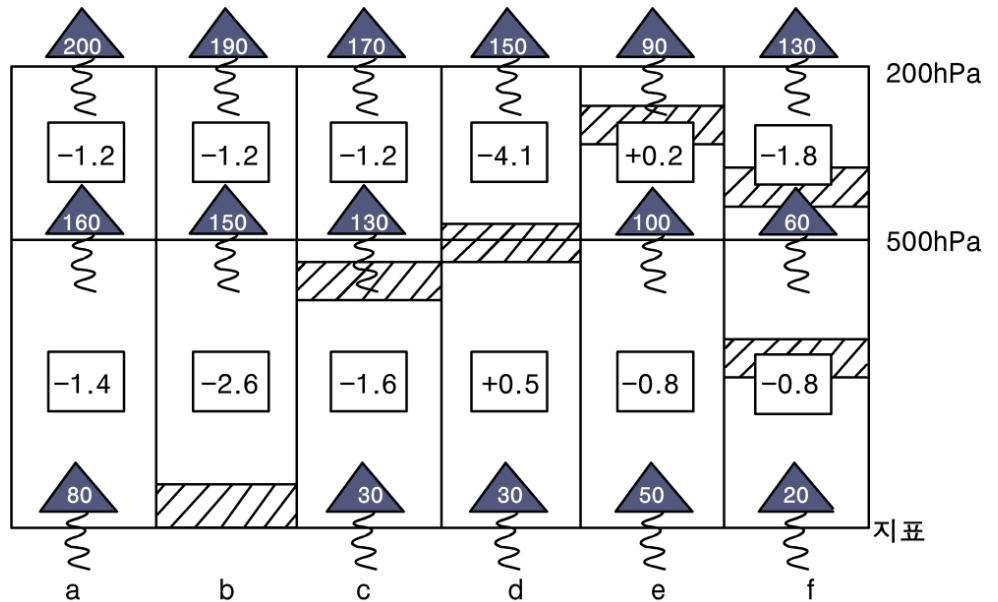 200 190 170 150 90 130
200hPa
−1.2 −1.2 −1.2 −4.1 +0.2 −1.8
160 150 130 100 60
500hPa
−1.4 −2.6 −1.6 +0.5 −0.8 −0.8
80 30 30 50 20
지표
a b c d e f